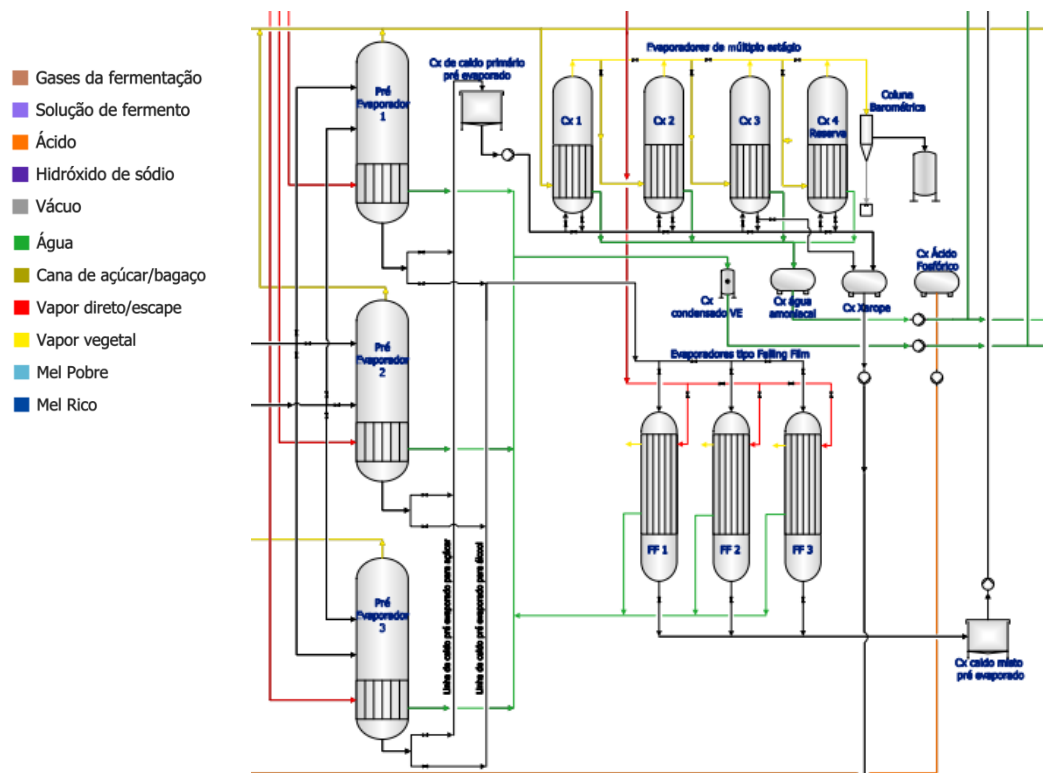 Gases da fermentação
Solução de fermento
Ácido
Hidróxido de sódio
Vácuo
Água
Cana de açúcar/bagaço
Vapor direto/escape
Vapor vegetal
Mel Pobre
Mel Rico
Pré
Evaporador
1
Cx de caldo primário
pré evaporado
Evaporadores de múltiplo estágio
Cx 1
Cx 2
Cx 3
Cx 4
Reserva
Coluna
Barométrica
Pré
Evaporador
2
Cx
condensado VE
Cx água
amoniacal
Cx Xarope
Cx Ácido
Fosfórico
Evaporadores tipo Falling Film
FF 1
FF 2
FF 3
Pré
Evaporador
3
Linha de caldo pré evaporado para açúcar
Linha de caldo pré evaporado para álcool
Cx caldo misto
pré evaporado